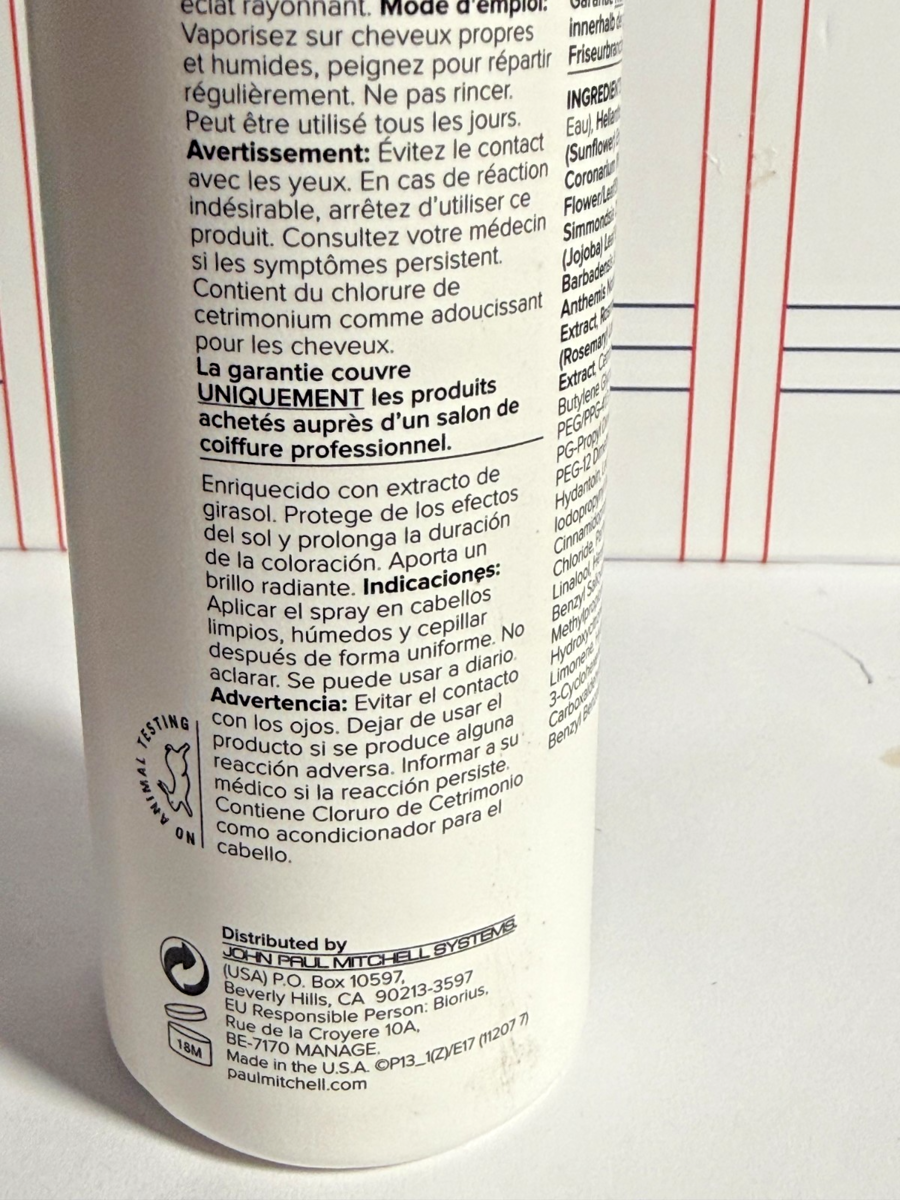 éclat rayonnant. Mode d'emploi:
Vaporisez sur cheveux propres
et humides, peignez pour répartir
régulièrement. Ne pas rincer.
Peut être utilisé tous les jours.
Avertissement: Évitez le contact
avec les yeux. En cas de réaction
indésirable, arrêtez d'utiliser ce
produit. Consultez votre médecin
si les symptômes persistent.
Contient du chlorure de
cetrimonium comme adoucissant
pour les cheveux.
La garantie couvre
UNIQUEMENT les produits
achetés auprès d'un salon de
coiffure professionnel.
Enriquecido con extracto de
girasol. Protege de los efectos
del sol y prolonga la duración
de la coloración. Aporta un
brillo radiante. Indicaciones:
Aplicar el spray en cabellos
limpios, húmedos y cepillar
después de forma uniforme. No
aclarar. Se puede usar a diario.
Advertencia: Evitar el contacto
con los ojos. Dejar de usar el
producto si se produce alguna
reacción adversa. Informar a su
médico si la reacción persiste.
Contiene Cloruro de Cetrimonio
como acondicionador para el
cabello.
NO ANIMAL TESTING
Distributed by
JOHN PAUL MITCHELL SYSTEMS.
(USA) P.O. Box 10597,
Beverly Hills, CA 90213-3597
EU Responsible Person: Biorius,
Rue de la Croyere 10A,
BE-7170 MANAGE.
Made in the U.S.A. ©P13_1(Z)/E17 (11207 7)
paulmitchell.com
18M
innerhalb
Eau),
(Sunflower)
Coronarium
(Jojoba)
Anthemis
Extract,
(Rosemary)
Extract,
Butylene
PEG-12
Chloride,
Linalool,
Benzyl
Limonene,
Benzyl